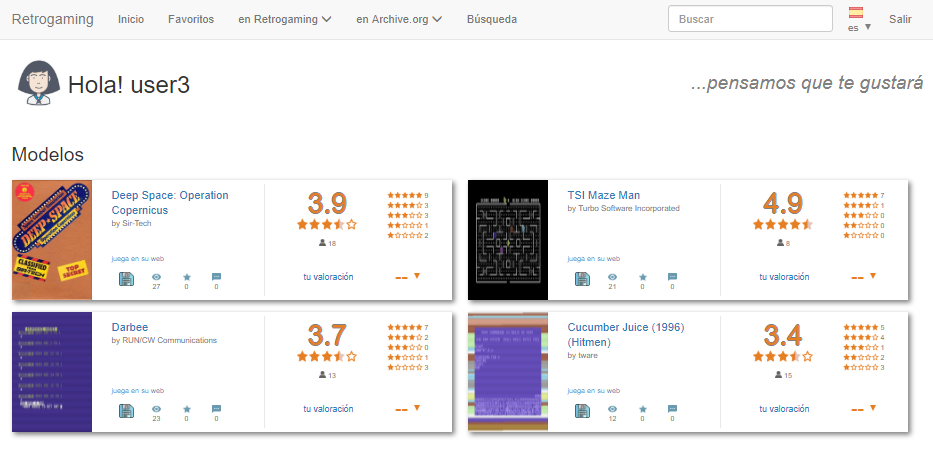 Retrogaming Inicio Favoritos en Retrogaming en Archive.org Búsqueda Buscar es Salir
Hola! user3
...pensamos que te gustará
Modelos
DEEP-SPACE
CLASSIFIED
TOP SECRET
Deep Space: Operation
Copernicus
by Sir-Tech
juega en su web
27 0 0
3.9
18
9
3
3
1
2
tu valoración --
TSI Maze Man
by Turbo Software Incorporated
juega en su web
21 0 0
4.9
8
7
1
0
0
0
tu valoración --
Darbee
by RUN/CW Communications
juega en su web
23 0 0
3.7
13
7
2
0
1
3
tu valoración --
Cucumber Juice (1996)
(Hitmen)
by tware
juega en su web
12 0 0
3.4
15
5
4
1
2
3
tu valoración --